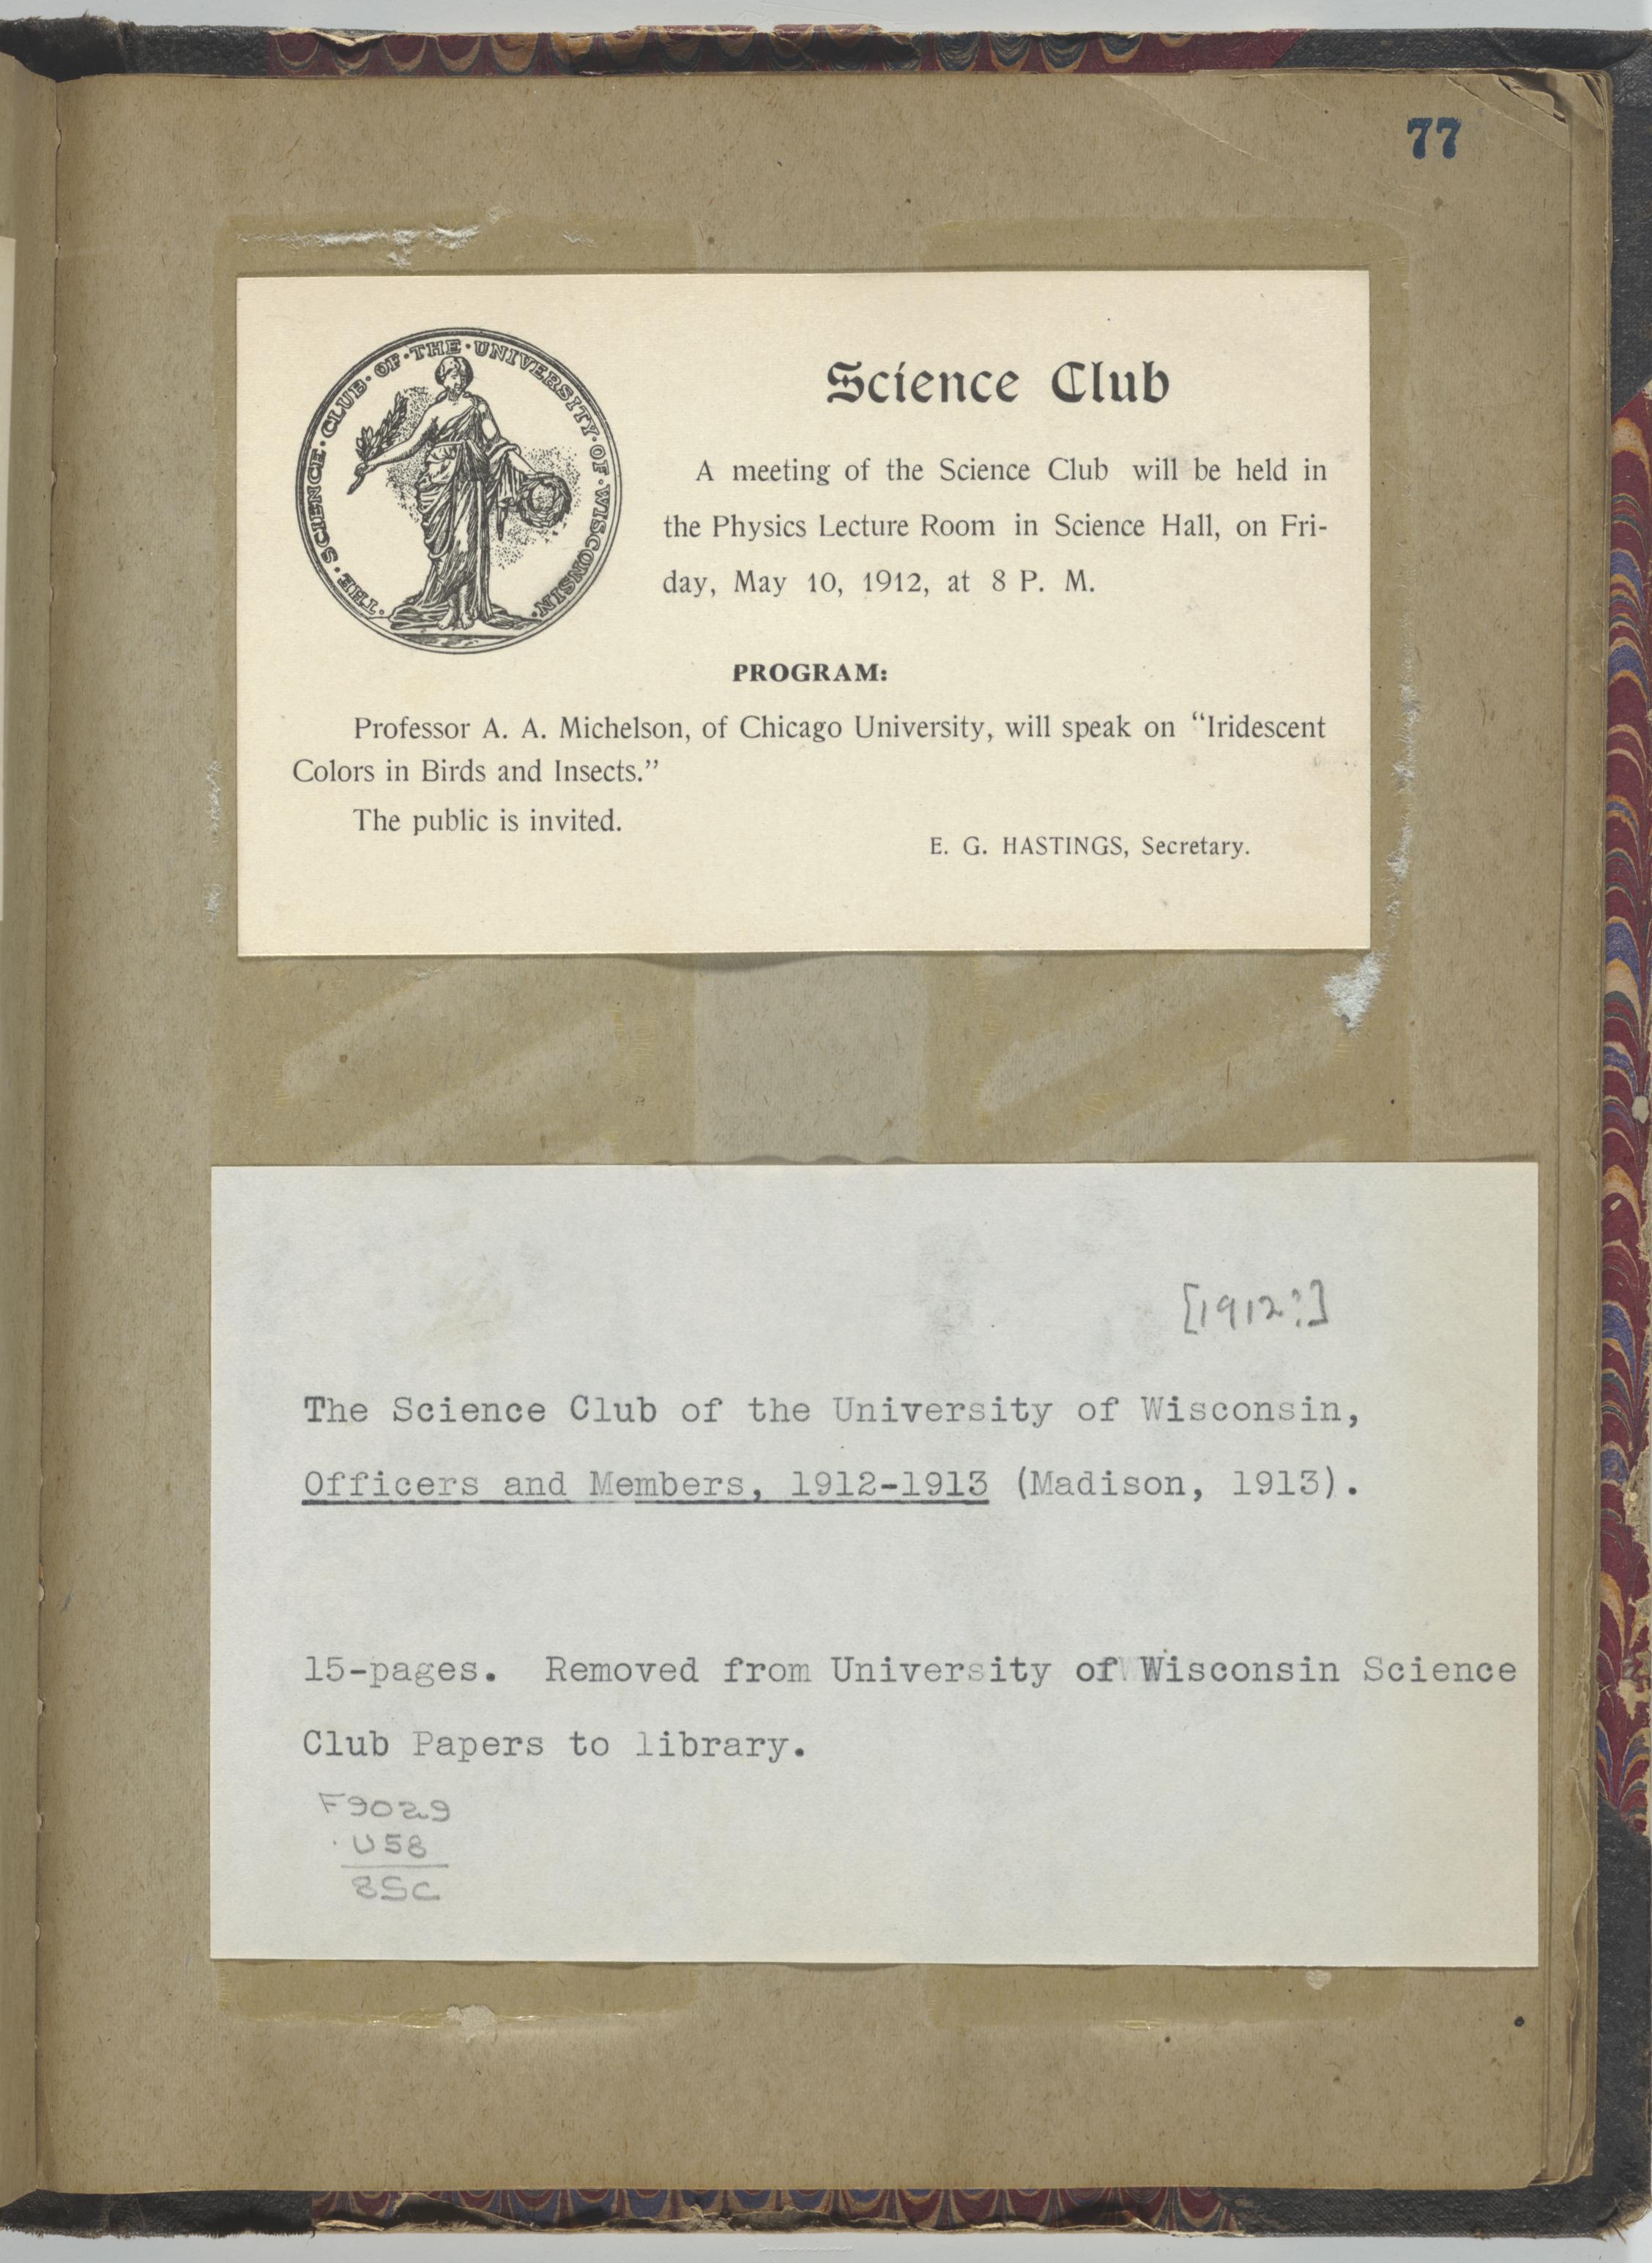 77
·THE·SCIENCE·CLUB·OF·THE·UNIVERSITY·OF·WISCONSIN·
Science Club
A meeting of the Science Club will be held in
the Physics Lecture Room in Science Hall, on Fri-
day, May 10, 1912, at 8 P. M.
PROGRAM:
Professor A. A. Michelson, of Chicago University, will speak on “Iridescent
Colors in Birds and Insects.”
The public is invited.
E. G. HASTINGS, Secretary.
[1912?]
The Science Club of the University of Wisconsin,
Officers and Members, 1912-1913 (Madison, 1913).
15-pages. Removed from University of Wisconsin Science
Club Papers to library.
F9029
·U58
8SC